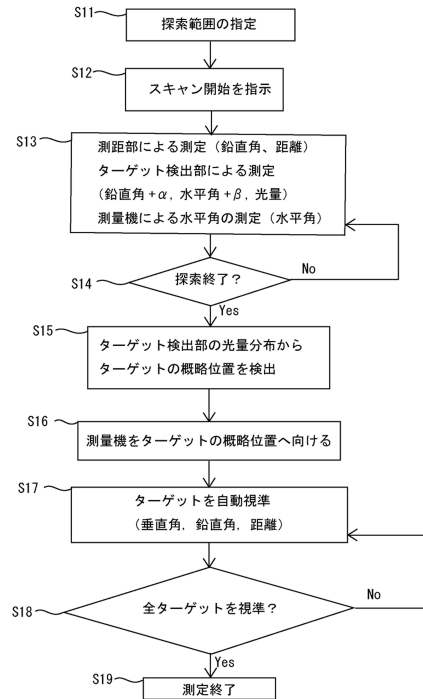 S11
探索範囲の指定
S12
スキャン開始を指示
S13
測距部による測定（鉛直角、距離）
ターゲット検出部による測定
（鉛直角+α，水平角+β，光量）
測量機による水平角の測定（水平角）
S14
探索終了？
No
Yes
S15
ターゲット検出部の光量分布から
ターゲットの概略位置を検出
S16
測量機をターゲットの概略位置へ向ける
S17
ターゲットを自動視準
（垂直角，鉛直角，距離）
S18
全ターゲットを視準？
No
Yes
S19
測定終了